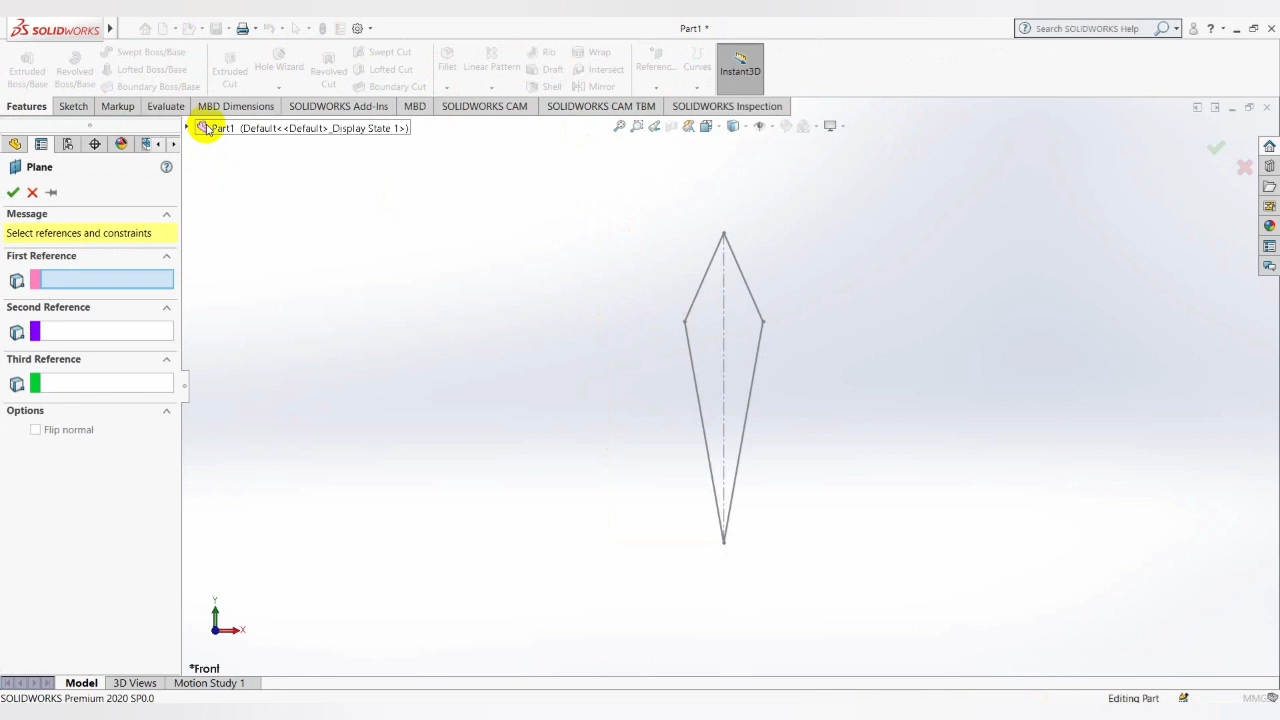 SOLIDWORKS
Part1 *
Search SOLIDWORKS Help
Extruded Boss/Base
Revolved Boss/Base
Swept Boss/Base
Lofted Boss/Base
Boundary Boss/Base
Extruded Cut
Hole Wizard
Revolved Cut
Swept Cut
Lofted Cut
Boundary Cut
Fillet
Linear Pattern
Rib
Draft
Shell
Wrap
Intersect
Mirror
Referenc...
Curves
Instant3D
Features
Sketch
Markup
Evaluate
MBD Dimensions
SOLIDWORKS Add-Ins
MBD
SOLIDWORKS CAM
SOLIDWORKS CAM TBM
SOLIDWORKS Inspection
Part1 (Default<<Default>_Display State 1>)
Plane
Message
Select references and constraints
First Reference
Second Reference
Third Reference
Options
Flip normal
Y
X
*Front
Model
3D Views
Motion Study 1
SOLIDWORKS Premium 2020 SP0.0
Editing Part
MMG